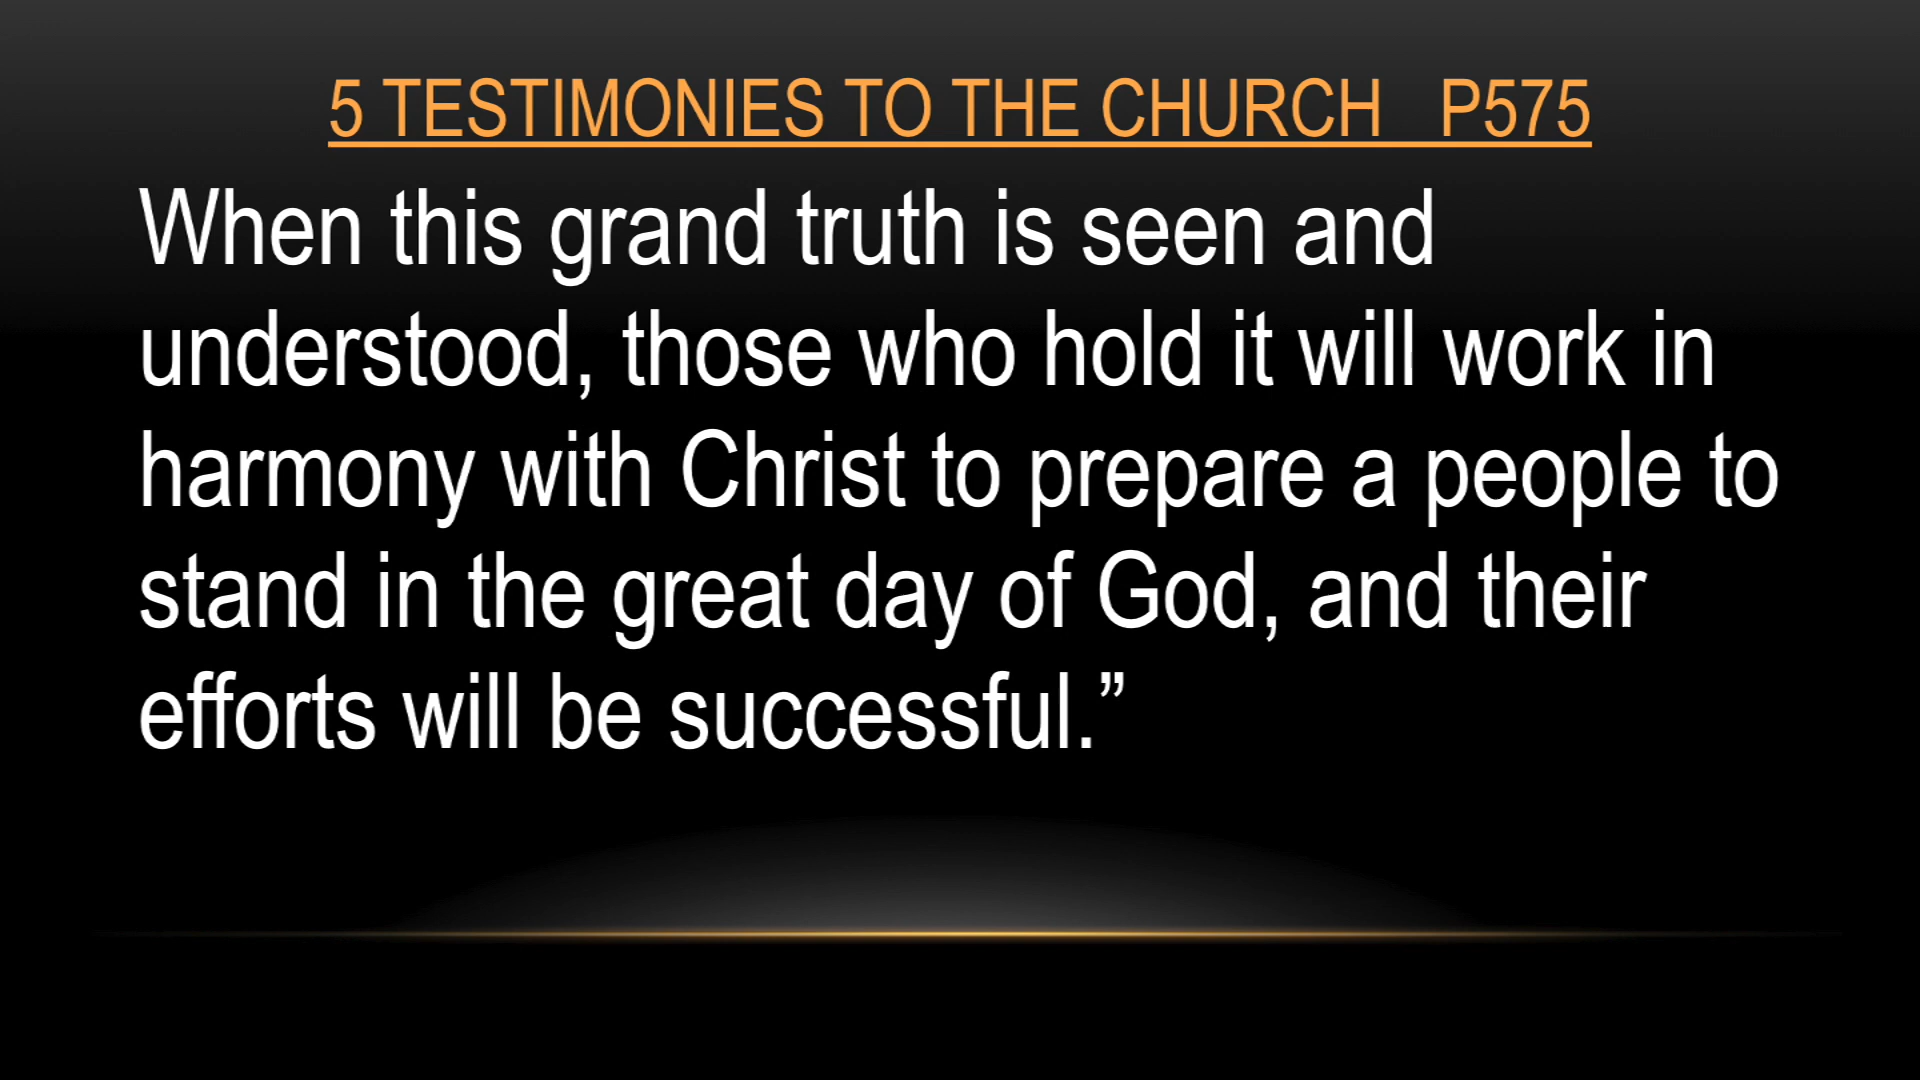 5 TESTIMONIES TO THE CHURCH   P575
When this grand truth is seen and
understood, those who hold it will work in
harmony with Christ to prepare a people to
stand in the great day of God, and their
efforts will be successful.”